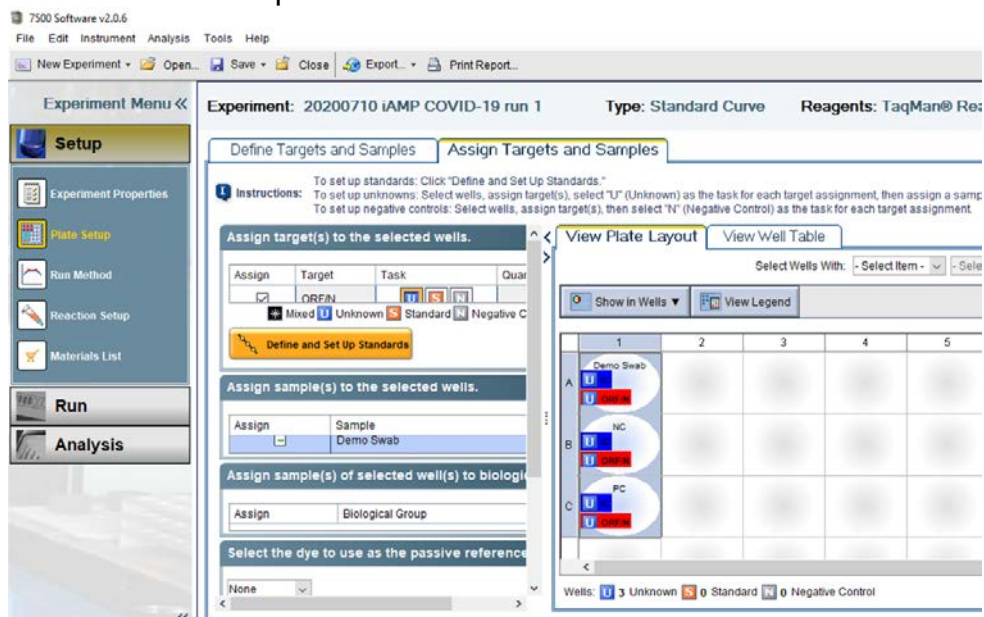 7500 Software v2.0.6
File Edit Instrument Analysis Tools Help
New Experiment Open... Save Close Export... Print Report...
Experiment Menu «
Experiment: 20200710 iAMP COVID-19 run 1 Type: Standard Curve Reagents: TaqMan® Rea
Setup
Define Targets and Samples Assign Targets and Samples
Instructions: To set up standards: Click "Define and Set Up Standards."
To set up unknowns: Select wells, assign target(s), select "U" (Unknown) as the task for each target assignment, then assign a samp
To set up negative controls: Select wells, assign target(s), then select "N" (Negative Control) as the task for each target assignment.
Experiment Properties
Plate Setup
Run Method
Reaction Setup
Materials List
Run
Analysis
Assign target(s) to the selected wells.
Assign Target Task Quan
ORF/N U S N
Mixed U Unknown S Standard N Negative C
Define and Set Up Standards
Assign sample(s) to the selected wells.
Assign Sample
Demo Swab
Assign sample(s) of selected well(s) to biologi
Assign Biological Group
Select the dye to use as the passive reference
None
View Plate Layout View Well Table
Select Wells With: - Select Item - - Sele
Show in Wells ▼ View Legend
1 2 3 4 5
A
Demo Swab
U
U ORF/N
B
NC
U
U ORF/N
C
PC
U
U ORF/N
Wells: U 3 Unknown S 0 Standard N 0 Negative Control